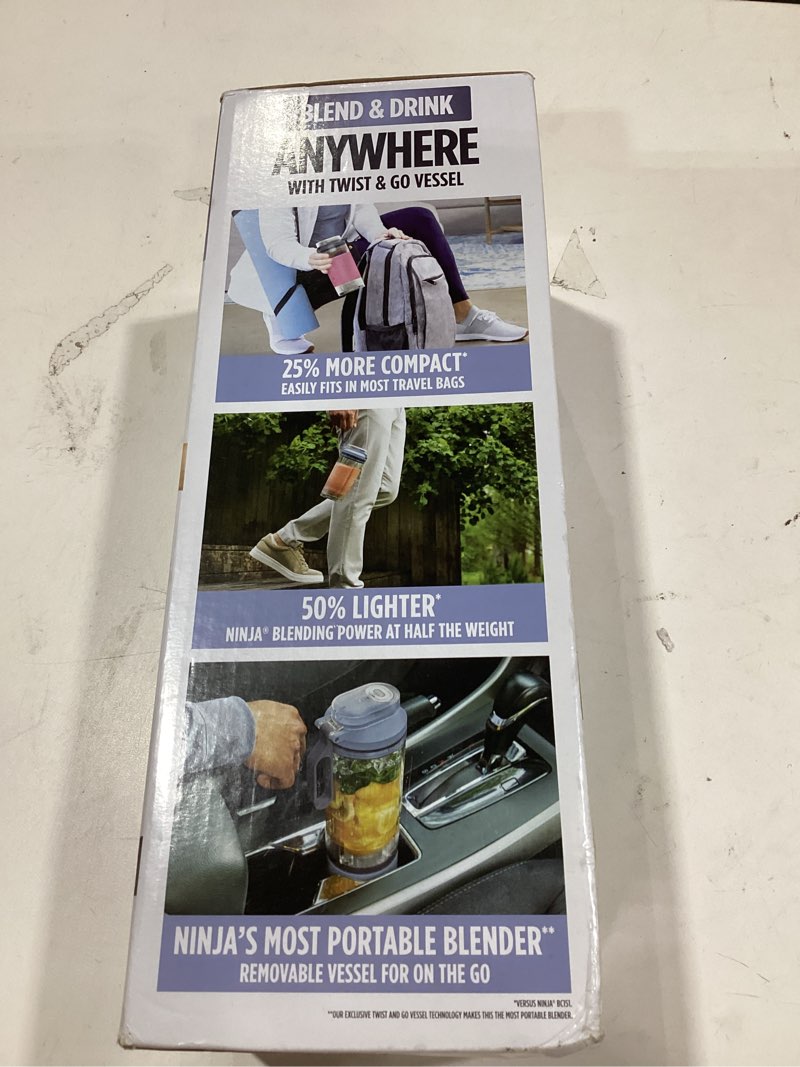 BLEND & DRINK
ANYWHERE
WITH TWIST & GO VESSEL
25% MORE COMPACT*
EASILY FITS IN MOST TRAVEL BAGS
50% LIGHTER*
NINJA® BLENDING POWER AT HALF THE WEIGHT
NINJA'S MOST PORTABLE BLENDER**
REMOVABLE VESSEL FOR ON THE GO
*VERSUS NINJA® BC151.
**OUR EXCLUSIVE TWIST AND GO VESSEL TECHNOLOGY MAKES THIS THE MOST PORTABLE BLENDER.